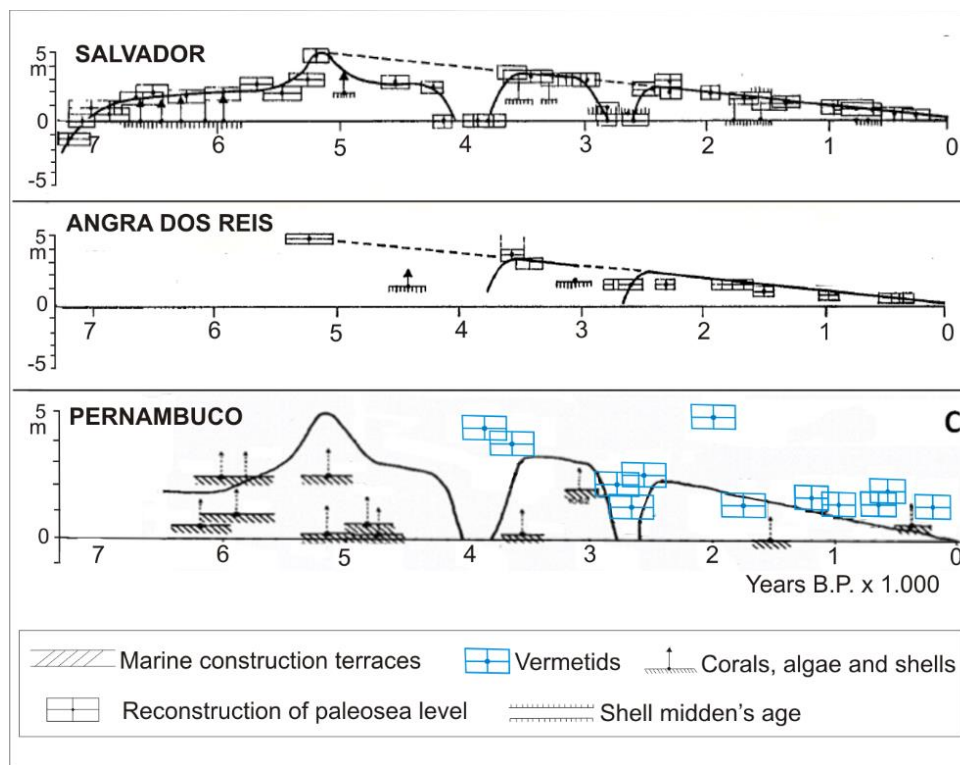 SALVADOR
5
m
0
-5
7 6 5 4 3 2 1 0
ANGRA DOS REIS
5
m
0
-5
7 6 5 4 3 2 1 0
PERNAMBUCO
C
5
m
0
7 6 5 4 3 2 1 0
Years B.P. x 1.000
Marine construction terraces
Vermetids
Corals, algae and shells
Reconstruction of paleosea level
Shell midden's age